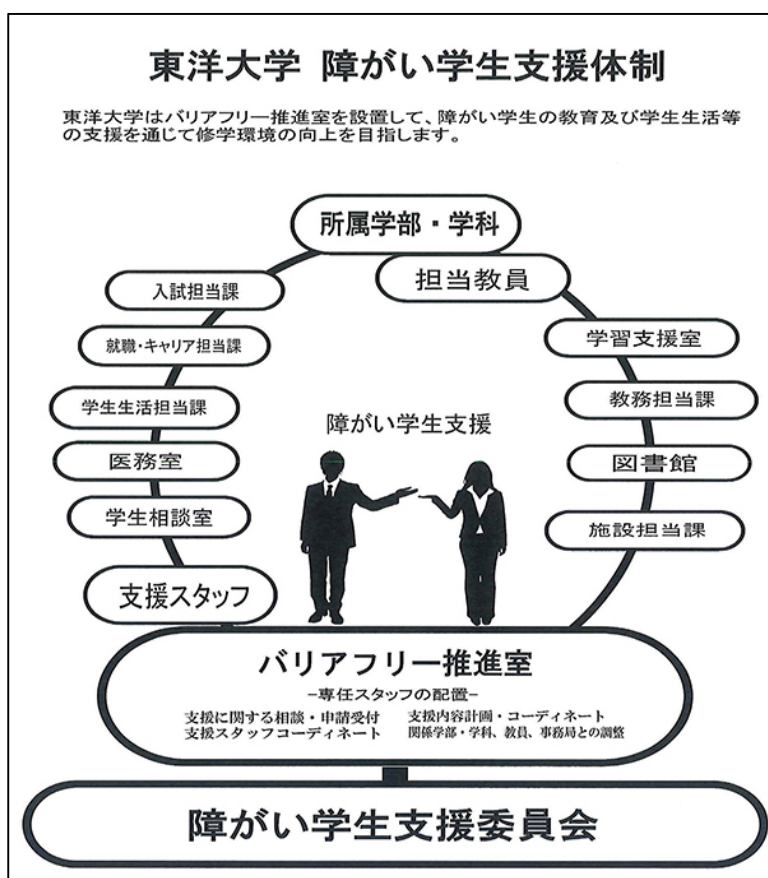 東洋大学 障がい学生支援体制
東洋大学はバリアフリー推進室を設置して、障がい学生の教育及び学生生活等
の支援を通じて修学環境の向上を目指します。
所属学部・学科
担当教員
入試担当課
就職・キャリア担当課
学生生活担当課
医務室
学生相談室
支援スタッフ
学習支援室
教務担当課
図書館
施設担当課
障がい学生支援
バリアフリー推進室
−専任スタッフの配置−
支援に関する相談・申請受付 支援内容計画・コーディネート
支援スタッフコーディネート 関係学部・学科、教員、事務局との調整
障がい学生支援委員会